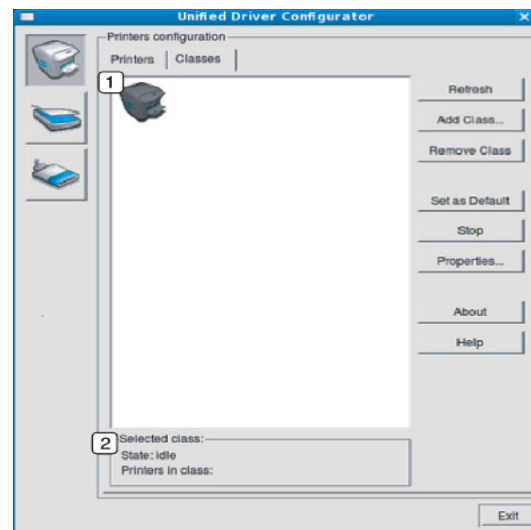 Unified Driver Configurator
Printers configuration
Printers
Classes
1
Refresh
Add Class...
Remove Class
Set as Default
Stop
Properties...
About
Help
2
Selected class:
State: idle
Printers in class:
Exit